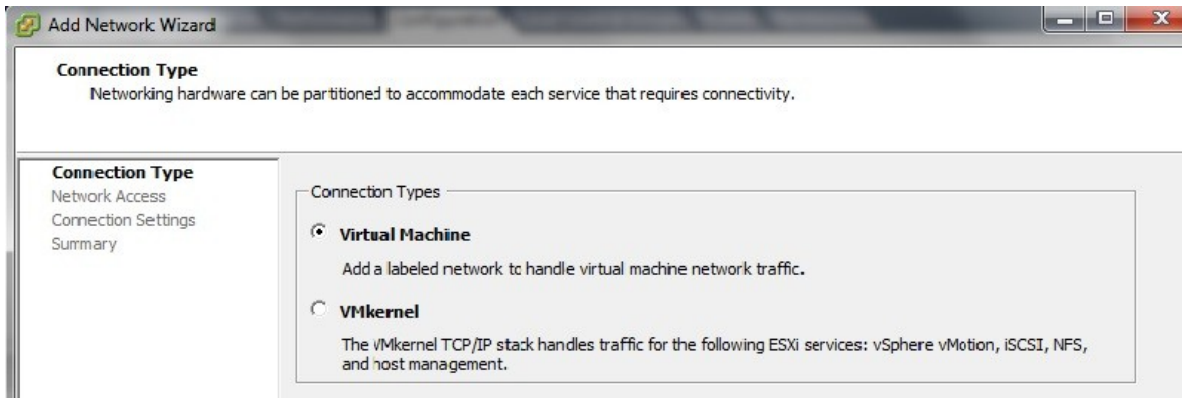 Add Network Wizard
Connection Type
Networking hardware can be partitioned to accommodate each service that requires connectivity.
Connection Type
Network Access
Connection Settings
Summary
Connection Types
Virtual Machine
Add a labeled network to handle virtual machine network traffic.
VMkernel
The VMkernel TCP/IP stack handles traffic for the following ESXi services: vSphere vMotion, iSCSI, NFS,
and host management.